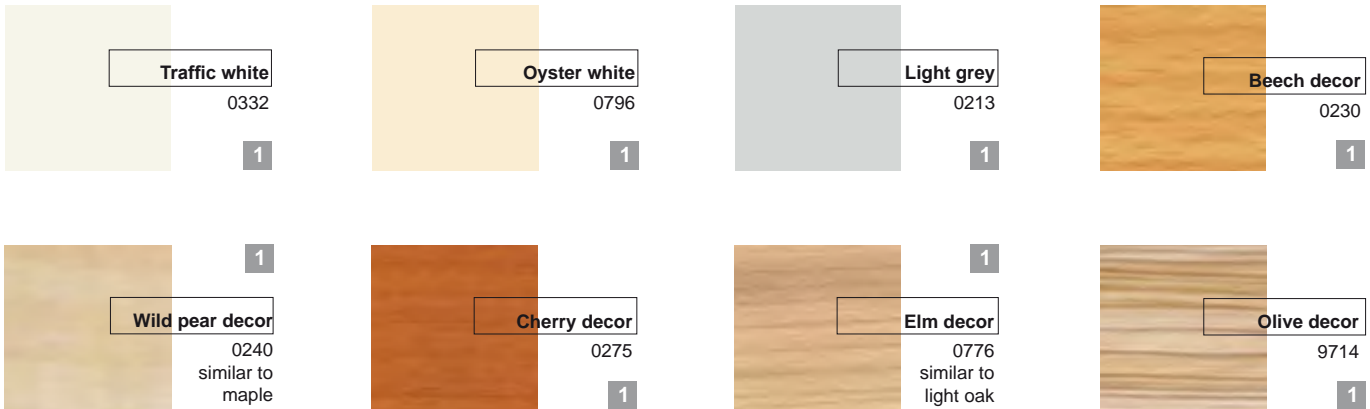 Traffic white
0332
1
Oyster white
0796
1
Light grey
0213
1
Beech decor
0230
1
1
Wild pear decor
0240
similar to
maple
Cherry decor
0275
1
1
Elm decor
0776
similar to
light oak
Olive decor
9714
1